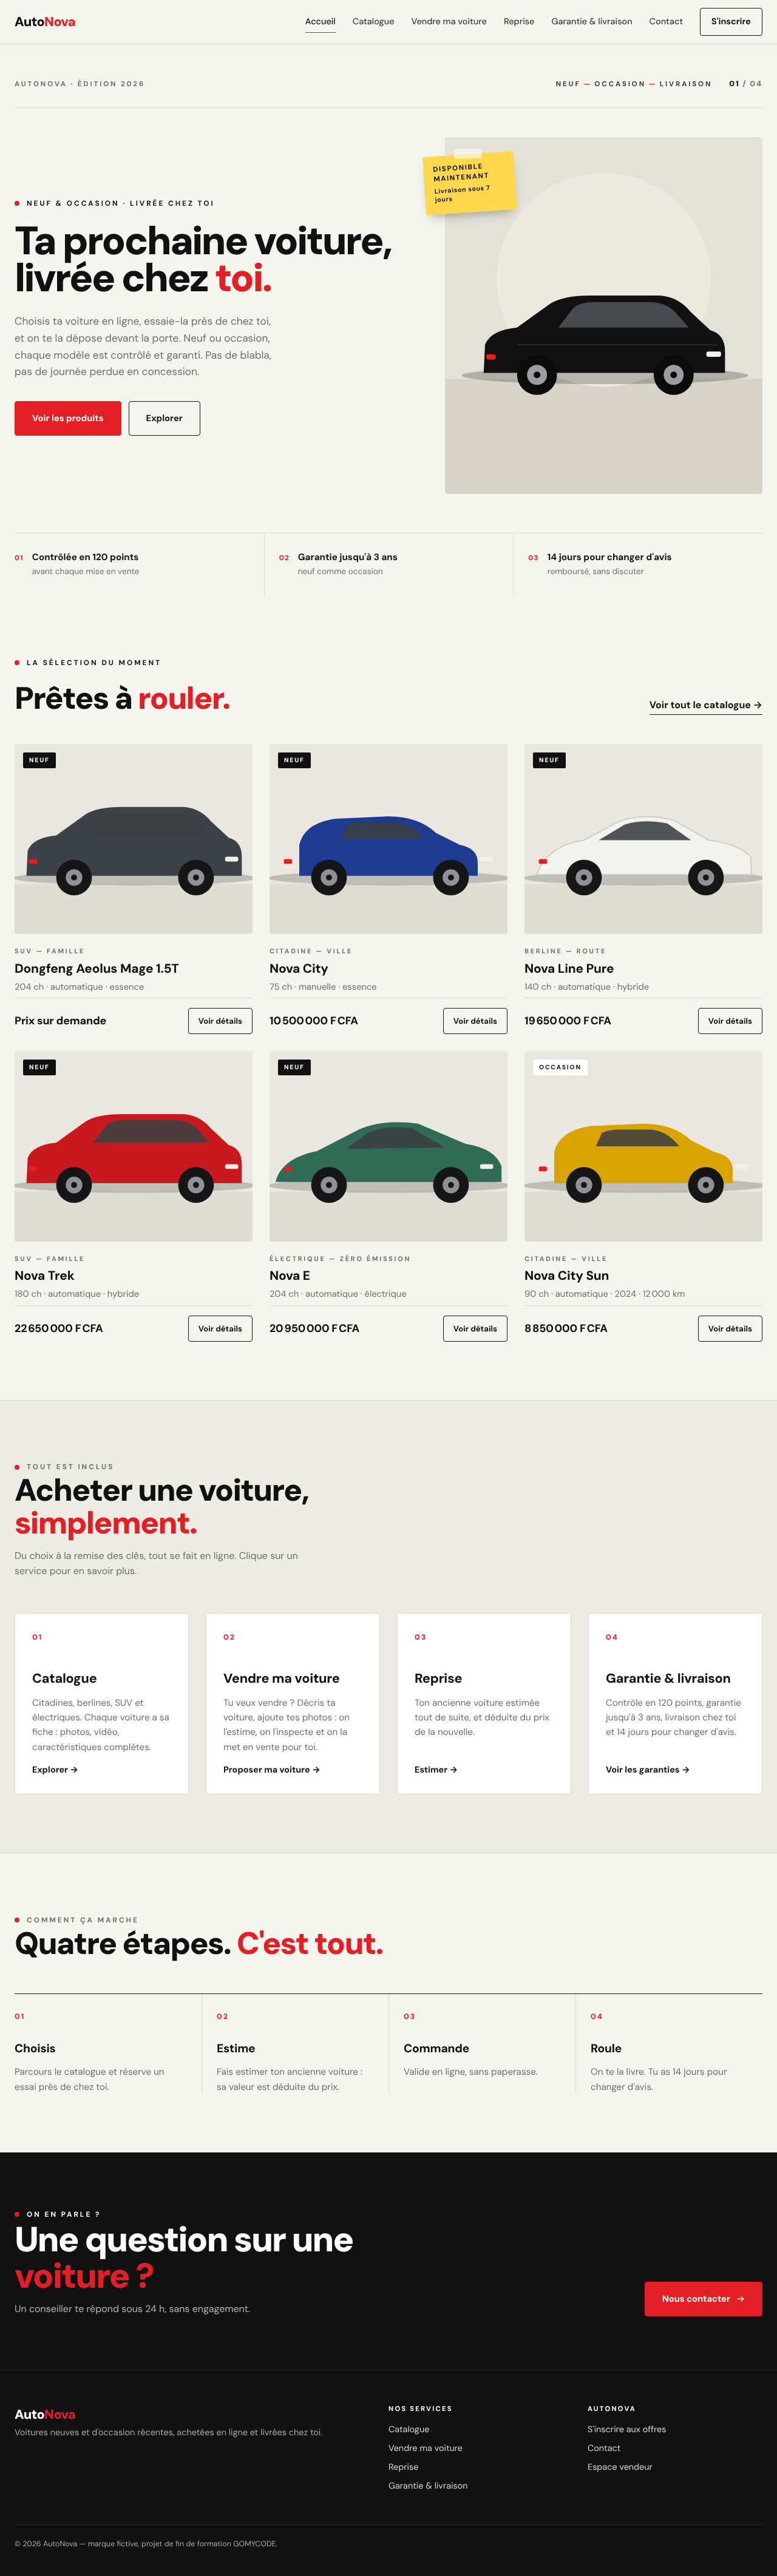 AutoNova
Accueil
Catalogue
Vendre ma voiture
Reprise
Garantie & livraison
Contact
S'inscrire
AUTONOVA · ÉDITION 2026
NEUF — OCCASION — LIVRAISON
01 / 04
NEUF & OCCASION · LIVRÉE CHEZ TOI
Ta prochaine voiture,
livrée chez toi.
Choisis ta voiture en ligne, essaie-la près de chez toi,
et on te la dépose devant la porte. Neuf ou occasion,
chaque modèle est contrôlé et garanti. Pas de blabla,
pas de journée perdue en concession.
Voir les produits
Explorer
DISPONIBLE
MAINTENANT
Livraison sous 7
jours
01
Contrôlée en 120 points
avant chaque mise en vente
02
Garantie jusqu'à 3 ans
neuf comme occasion
03
14 jours pour changer d'avis
remboursé, sans discuter
LA SÉLECTION DU MOMENT
Prêtes à rouler.
Voir tout le catalogue →
NEUF
SUV — FAMILLE
Dongfeng Aeolus Mage 1.5T
204 ch · automatique · essence
Prix sur demande
Voir détails
NEUF
CITADINE — VILLE
Nova City
75 ch · manuelle · essence
10 500 000 F CFA
Voir détails
NEUF
BERLINE — ROUTE
Nova Line Pure
140 ch · automatique · hybride
19 650 000 F CFA
Voir détails
NEUF
SUV — FAMILLE
Nova Trek
180 ch · automatique · hybride
22 650 000 F CFA
Voir détails
NEUF
ÉLECTRIQUE — ZÉRO ÉMISSION
Nova E
204 ch · automatique · électrique
20 950 000 F CFA
Voir détails
OCCASION
CITADINE — VILLE
Nova City Sun
90 ch · automatique · 2024 · 12 000 km
8 850 000 F CFA
Voir détails
TOUT EST INCLUS
Acheter une voiture,
simplement.
Du choix à la remise des clés, tout se fait en ligne. Clique sur un
service pour en savoir plus.
01
Catalogue
Citadines, berlines, SUV et
électriques. Chaque voiture a sa
fiche : photos, vidéo,
caractéristiques complètes.
Explorer →
02
Vendre ma voiture
Tu veux vendre ? Décris ta
voiture, ajoute tes photos : on
l'estime, on l'inspecte et on la
met en vente pour toi.
Proposer ma voiture →
03
Reprise
Ton ancienne voiture estimée
tout de suite, et déduite du prix
de la nouvelle.
Estimer →
04
Garantie & livraison
Contrôle en 120 points, garantie
jusqu'à 3 ans, livraison chez toi
et 14 jours pour changer d'avis.
Voir les garanties →
COMMENT ÇA MARCHE
Quatre étapes. C'est tout.
01
Choisis
Parcours le catalogue et réserve un
essai près de chez toi.
02
Estime
Fais estimer ton ancienne voiture :
sa valeur est déduite du prix.
03
Commande
Valide en ligne, sans paperasse.
04
Roule
On te la livre. Tu as 14 jours pour
changer d'avis.
ON EN PARLE ?
Une question sur une
voiture ?
Un conseiller te répond sous 24 h, sans engagement.
Nous contacter →
AutoNova
Voitures neuves et d'occasion récentes, achetées en ligne et livrées chez toi.
NOS SERVICES
Catalogue
Vendre ma voiture
Reprise
Garantie & livraison
AUTONOVA
S'inscrire aux offres
Contact
Espace vendeur
© 2026 AutoNova — marque fictive, projet de fin de formation GOMYCODE.